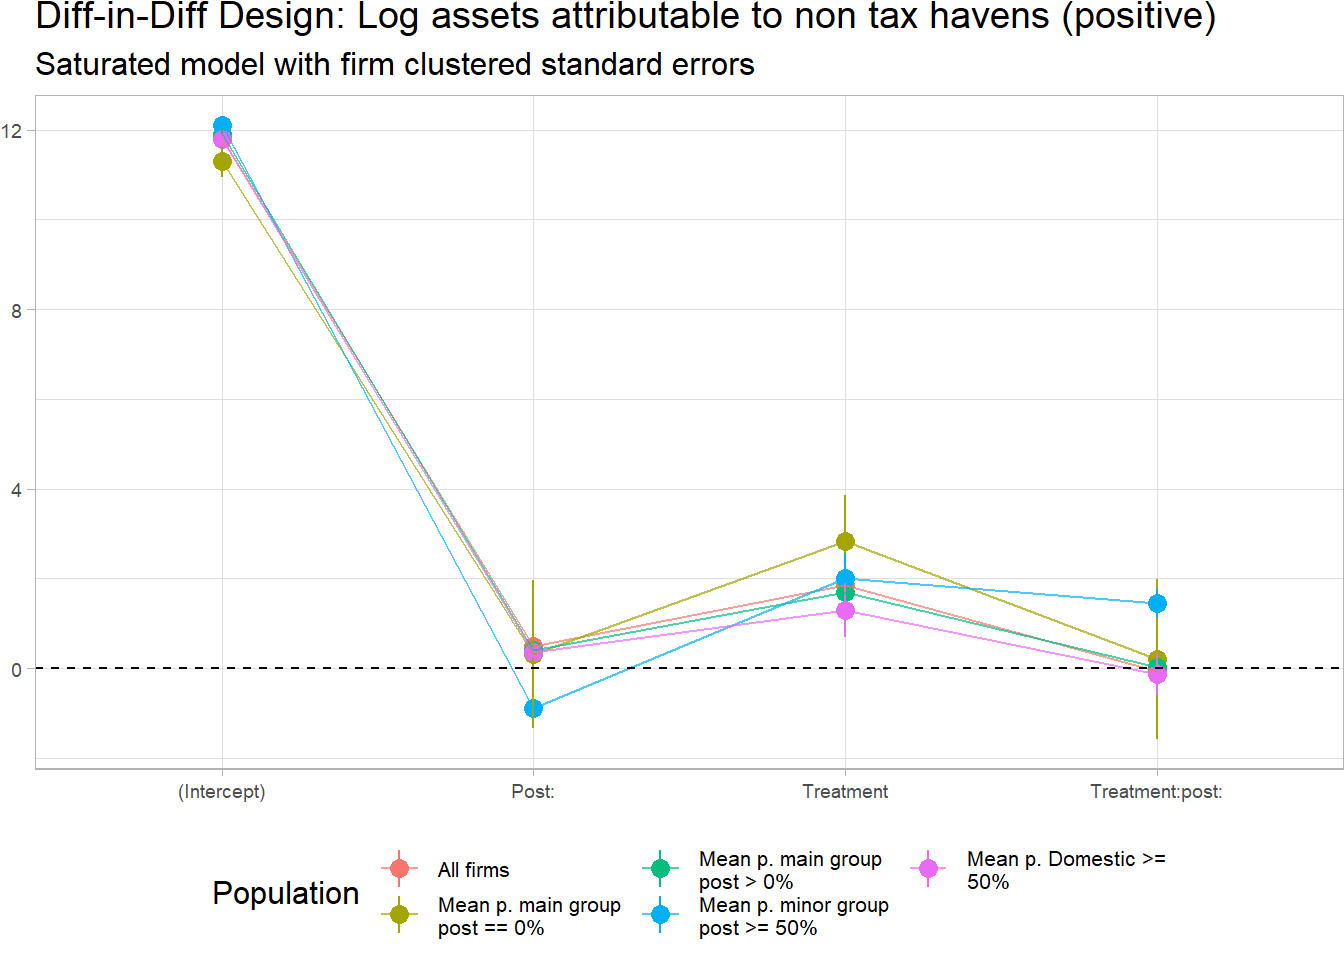 Diff-in-Diff Design: Log assets attributable to non tax havens (positive)
Saturated model with firm clustered standard errors
12
8
4
0
(Intercept)
Post:
Treatment
Treatment:post:
Population
All firms
Mean p. main group
post == 0%
Mean p. main group
post > 0%
Mean p. minor group
post >= 50%
Mean p. Domestic >=
50%